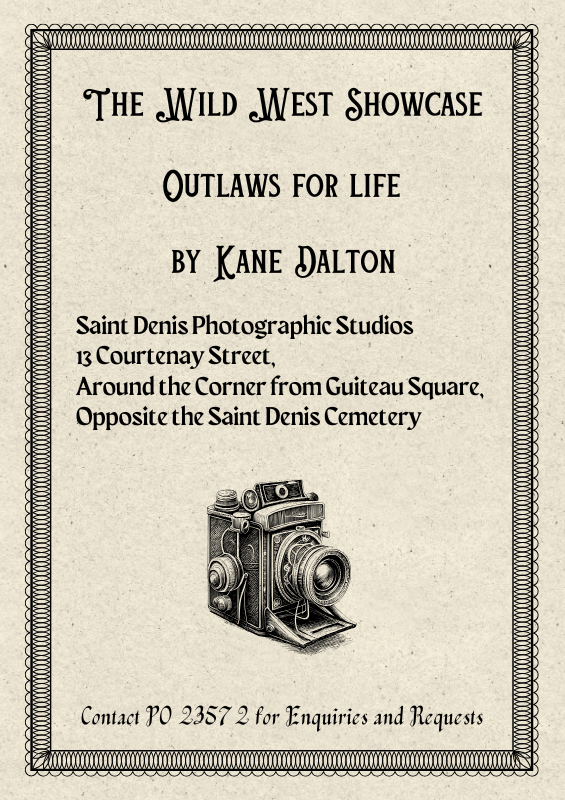 The Wild West Showcase
Outlaws for life
by Kane Dalton
Saint Denis Photographic Studios
13 Courtenay Street,
Around the Corner from Guiteau Square,
Opposite the Saint Denis Cemetery
Contact PO 2357 2 for Enquiries and Requests